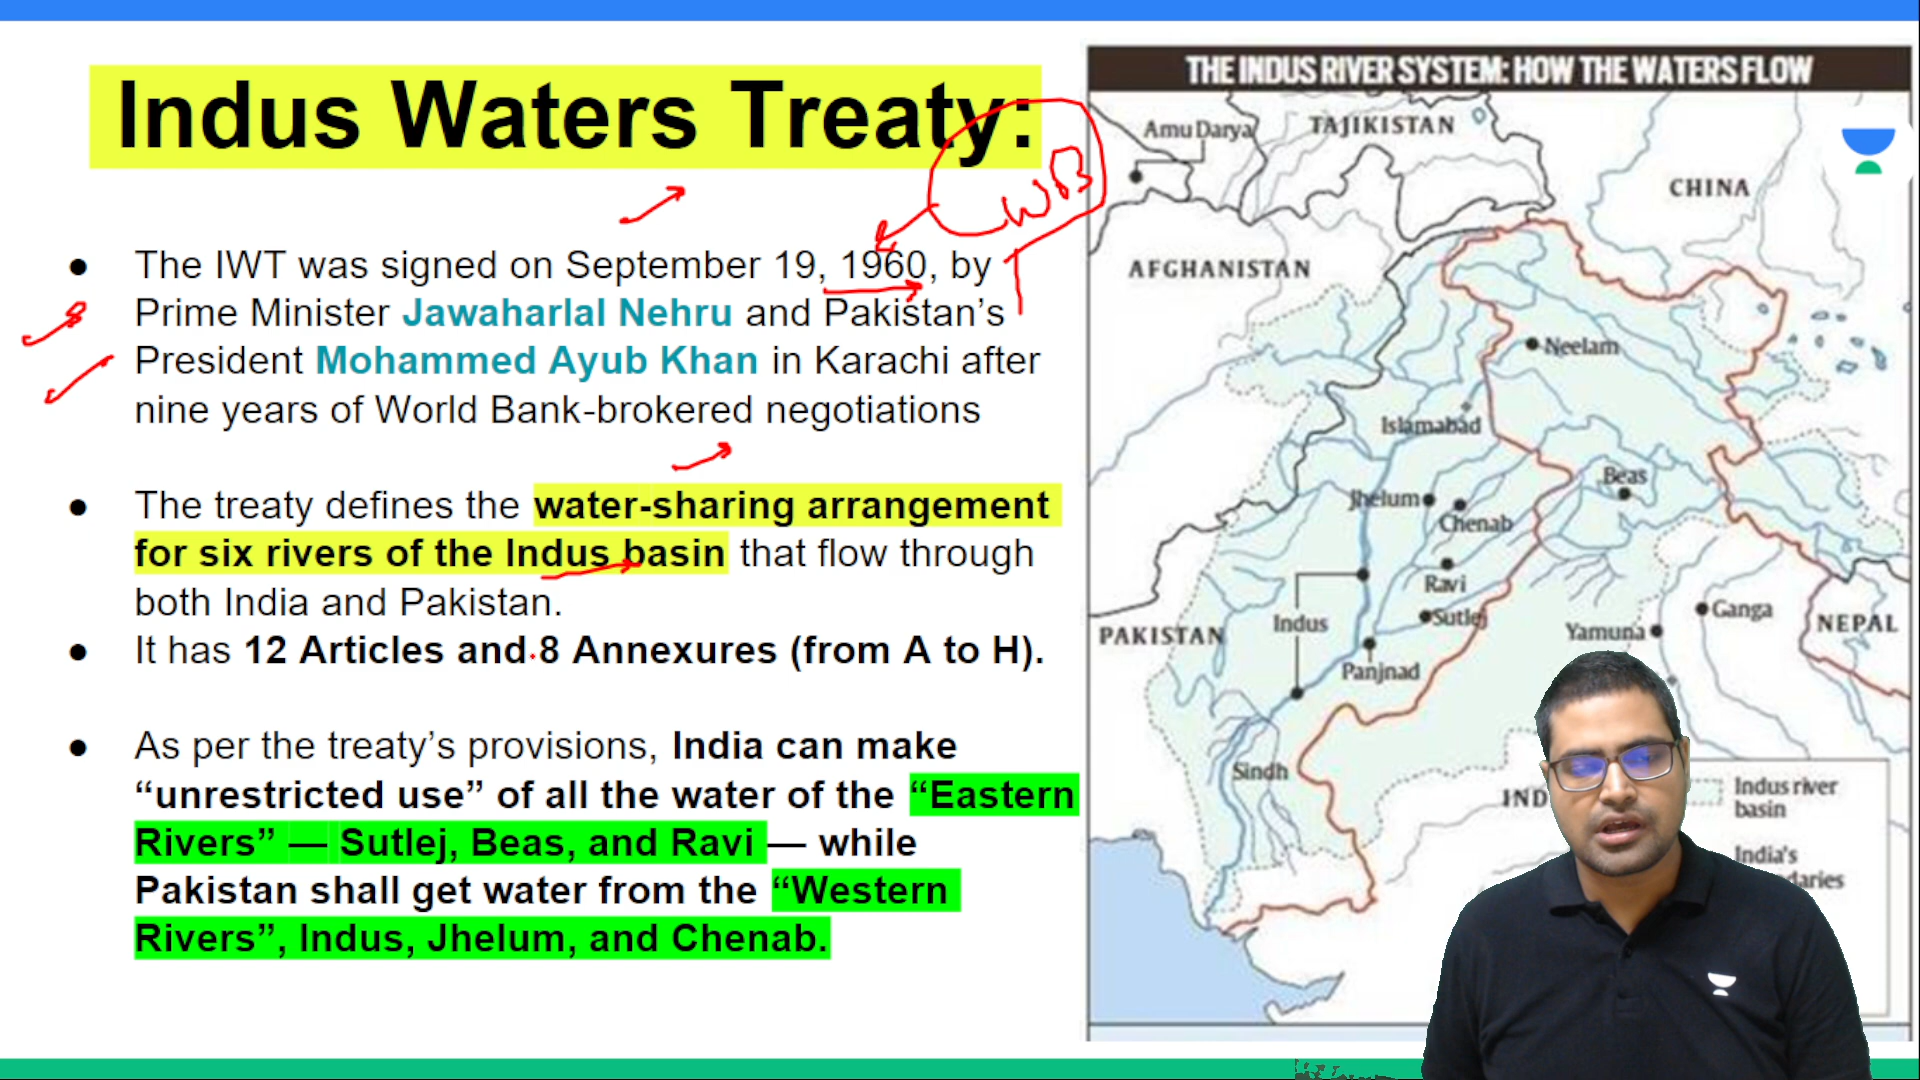 Indus Waters Treaty:
WB
● The IWT was signed on September 19, 1960, by
Prime Minister Jawaharlal Nehru and Pakistan’s
President Mohammed Ayub Khan in Karachi after
nine years of World Bank-brokered negotiations
● The treaty defines the water-sharing arrangement
for six rivers of the Indus basin that flow through
both India and Pakistan.
● It has 12 Articles and 8 Annexures (from A to H).
● As per the treaty’s provisions, India can make
“unrestricted use” of all the water of the “Eastern
Rivers” — Sutlej, Beas, and Ravi — while
Pakistan shall get water from the “Western
Rivers”, Indus, Jhelum, and Chenab.
THE INDUS RIVER SYSTEM: HOW THE WATERS FLOW
Amu Darya
TAJIKISTAN
CHINA
AFGHANISTAN
Neelam
Islamabad
Beas
Jhelum
Chenab
Ravi
Indus
Sutlej
Ganga
Yamuna
NEPAL
PAKISTAN
Panjnad
Sindh
IND
Indus river
basin
India's
daries